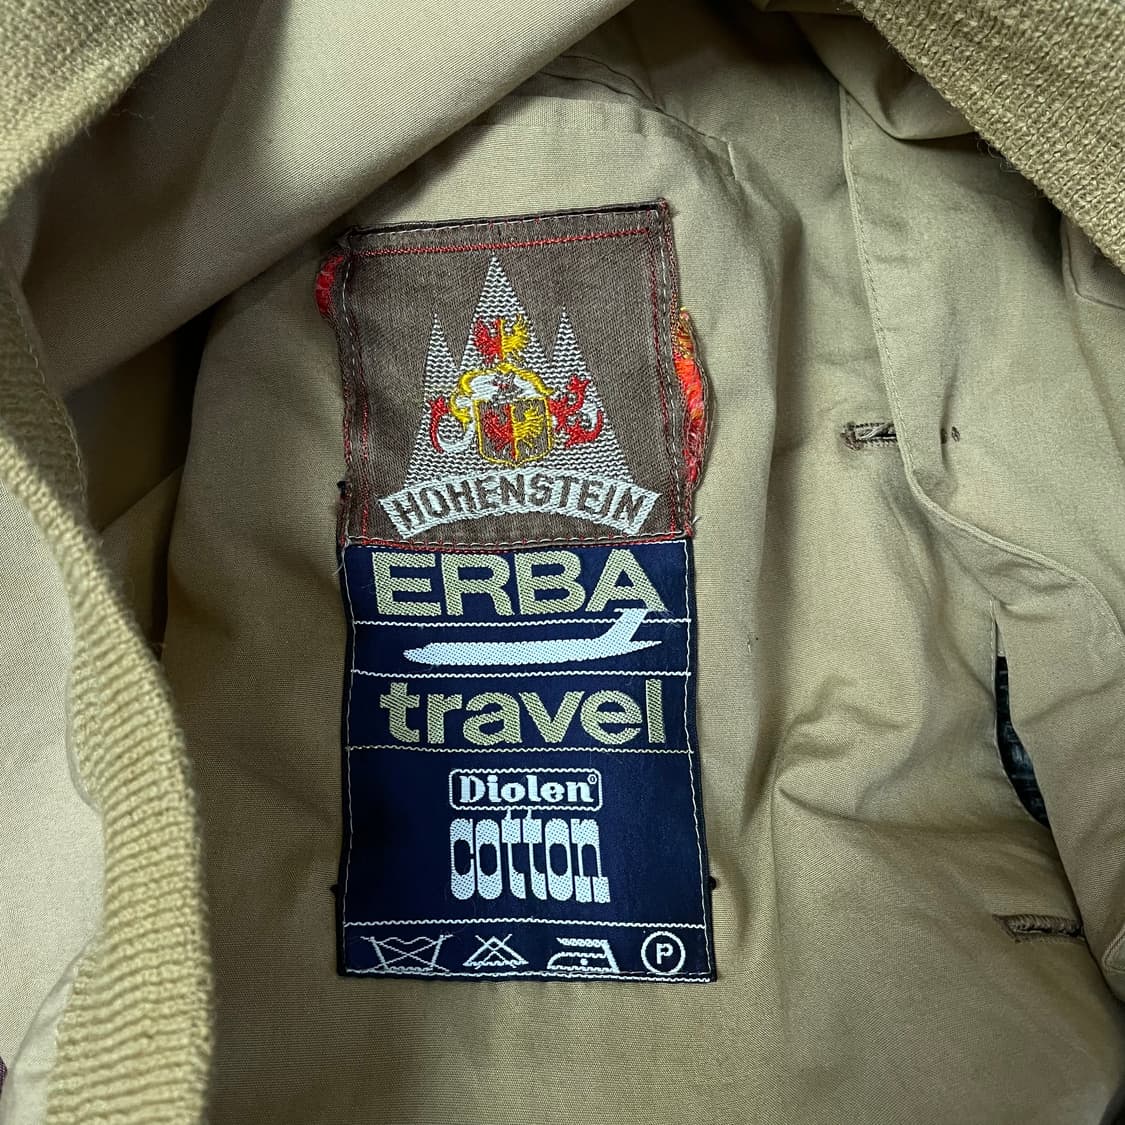 HOHENSTEIN
ERBA
travel
Diolen®
cotton
P